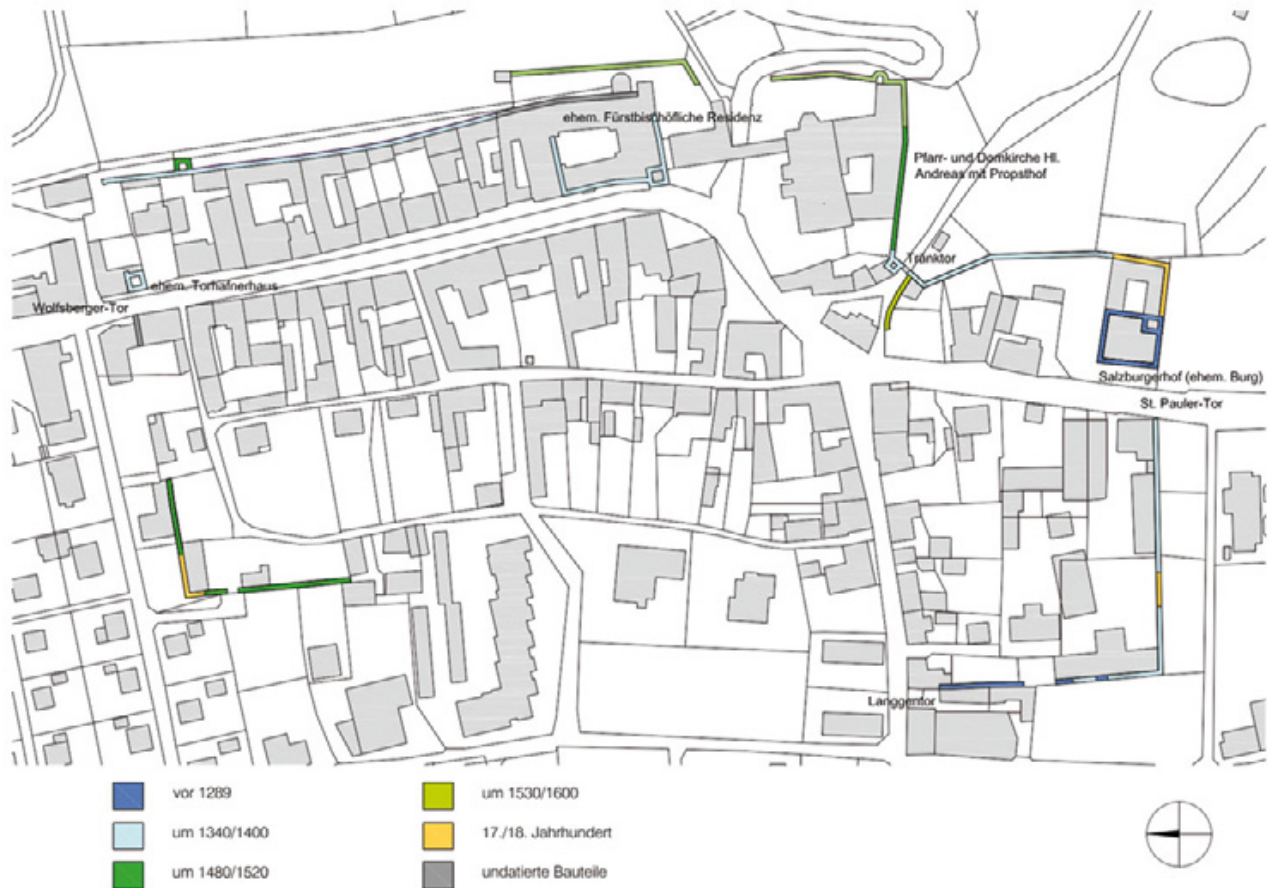 ehem. Fürstbischöfliche Residenz
Pfarr- und Domkirche Hl.
Andreas mit Propsthof
Tränktor
ehem. Torhafnerhaus
Wolfsberger-Tor
Salzburgerhof (ehem. Burg)
St. Pauler-Tor
Langgentor
vor 1289
um 1340/1400
um 1480/1520
um 1530/1600
17./18. Jahrhundert
undatierte Bauteile